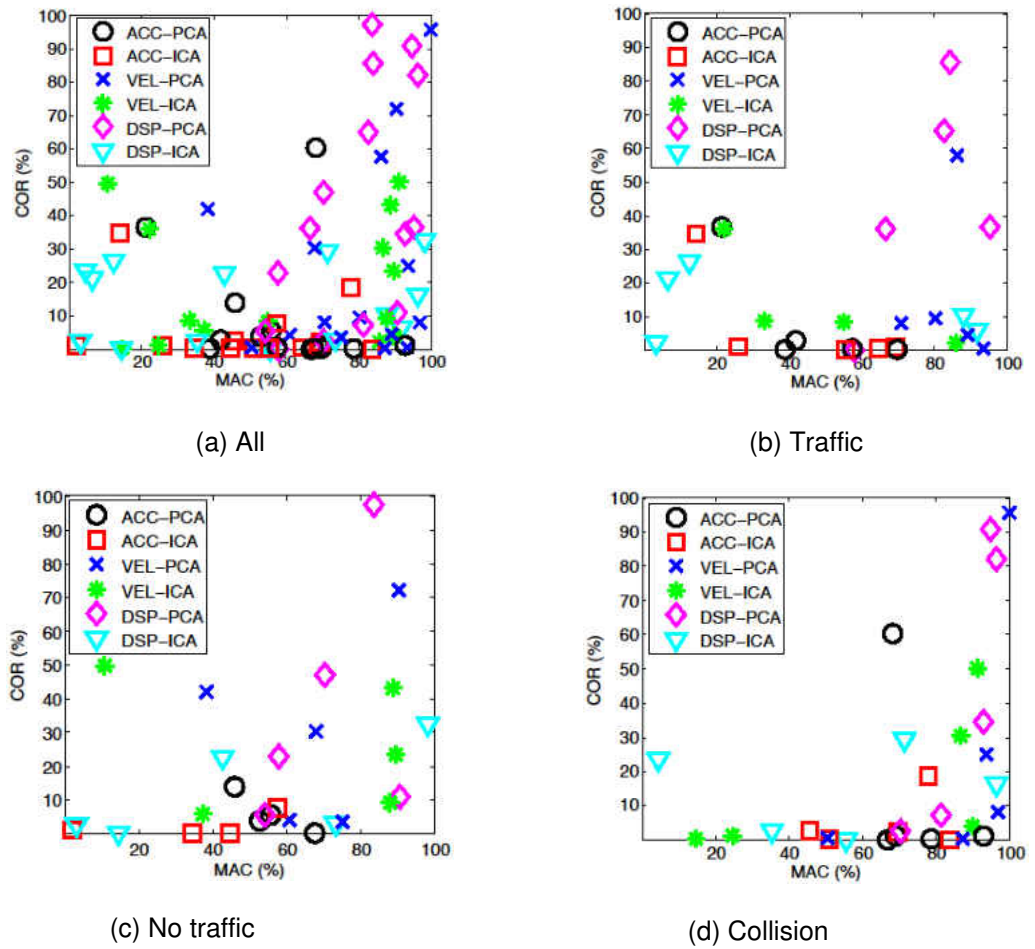 100
90
80
70
60
50
40
30
20
10
COR (%)
ACC-PCA
ACC-ICA
VEL-PCA
VEL-ICA
DSP-PCA
DSP-ICA
20 40 60 80 100
MAC (%)
(a) All
100
90
80
70
60
50
40
30
20
10
COR (%)
ACC-PCA
ACC-ICA
VEL-PCA
VEL-ICA
DSP-PCA
DSP-ICA
20 40 60 80 100
MAC (%)
(b) Traffic
100
90
80
70
60
50
40
30
20
10
COR (%)
ACC-PCA
ACC-ICA
VEL-PCA
VEL-ICA
DSP-PCA
DSP-ICA
20 40 60 80 100
MAC (%)
(c) No traffic
100
90
80
70
60
50
40
30
20
10
COR (%)
ACC-PCA
ACC-ICA
VEL-PCA
VEL-ICA
DSP-PCA
DSP-ICA
20 40 60 80 100
MAC (%)
(d) Collision